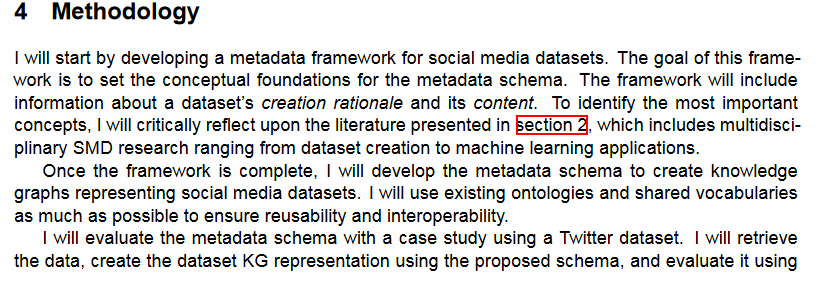 4 Methodology
I will start by developing a metadata framework for social media datasets. The goal of this frame-
work is to set the conceptual foundations for the metadata schema. The framework will include
information about a dataset's creation rationale and its content. To identify the most important
concepts, I will critically reflect upon the literature presented in section 2, which includes multidisci-
plinary SMD research ranging from dataset creation to machine learning applications.
Once the framework is complete, I will develop the metadata schema to create knowledge
graphs representing social media datasets. I will use existing ontologies and shared vocabularies
as much as possible to ensure reusability and interoperability.
I will evaluate the metadata schema with a case study using a Twitter dataset. I will retrieve
the data, create the dataset KG representation using the proposed schema, and evaluate it using